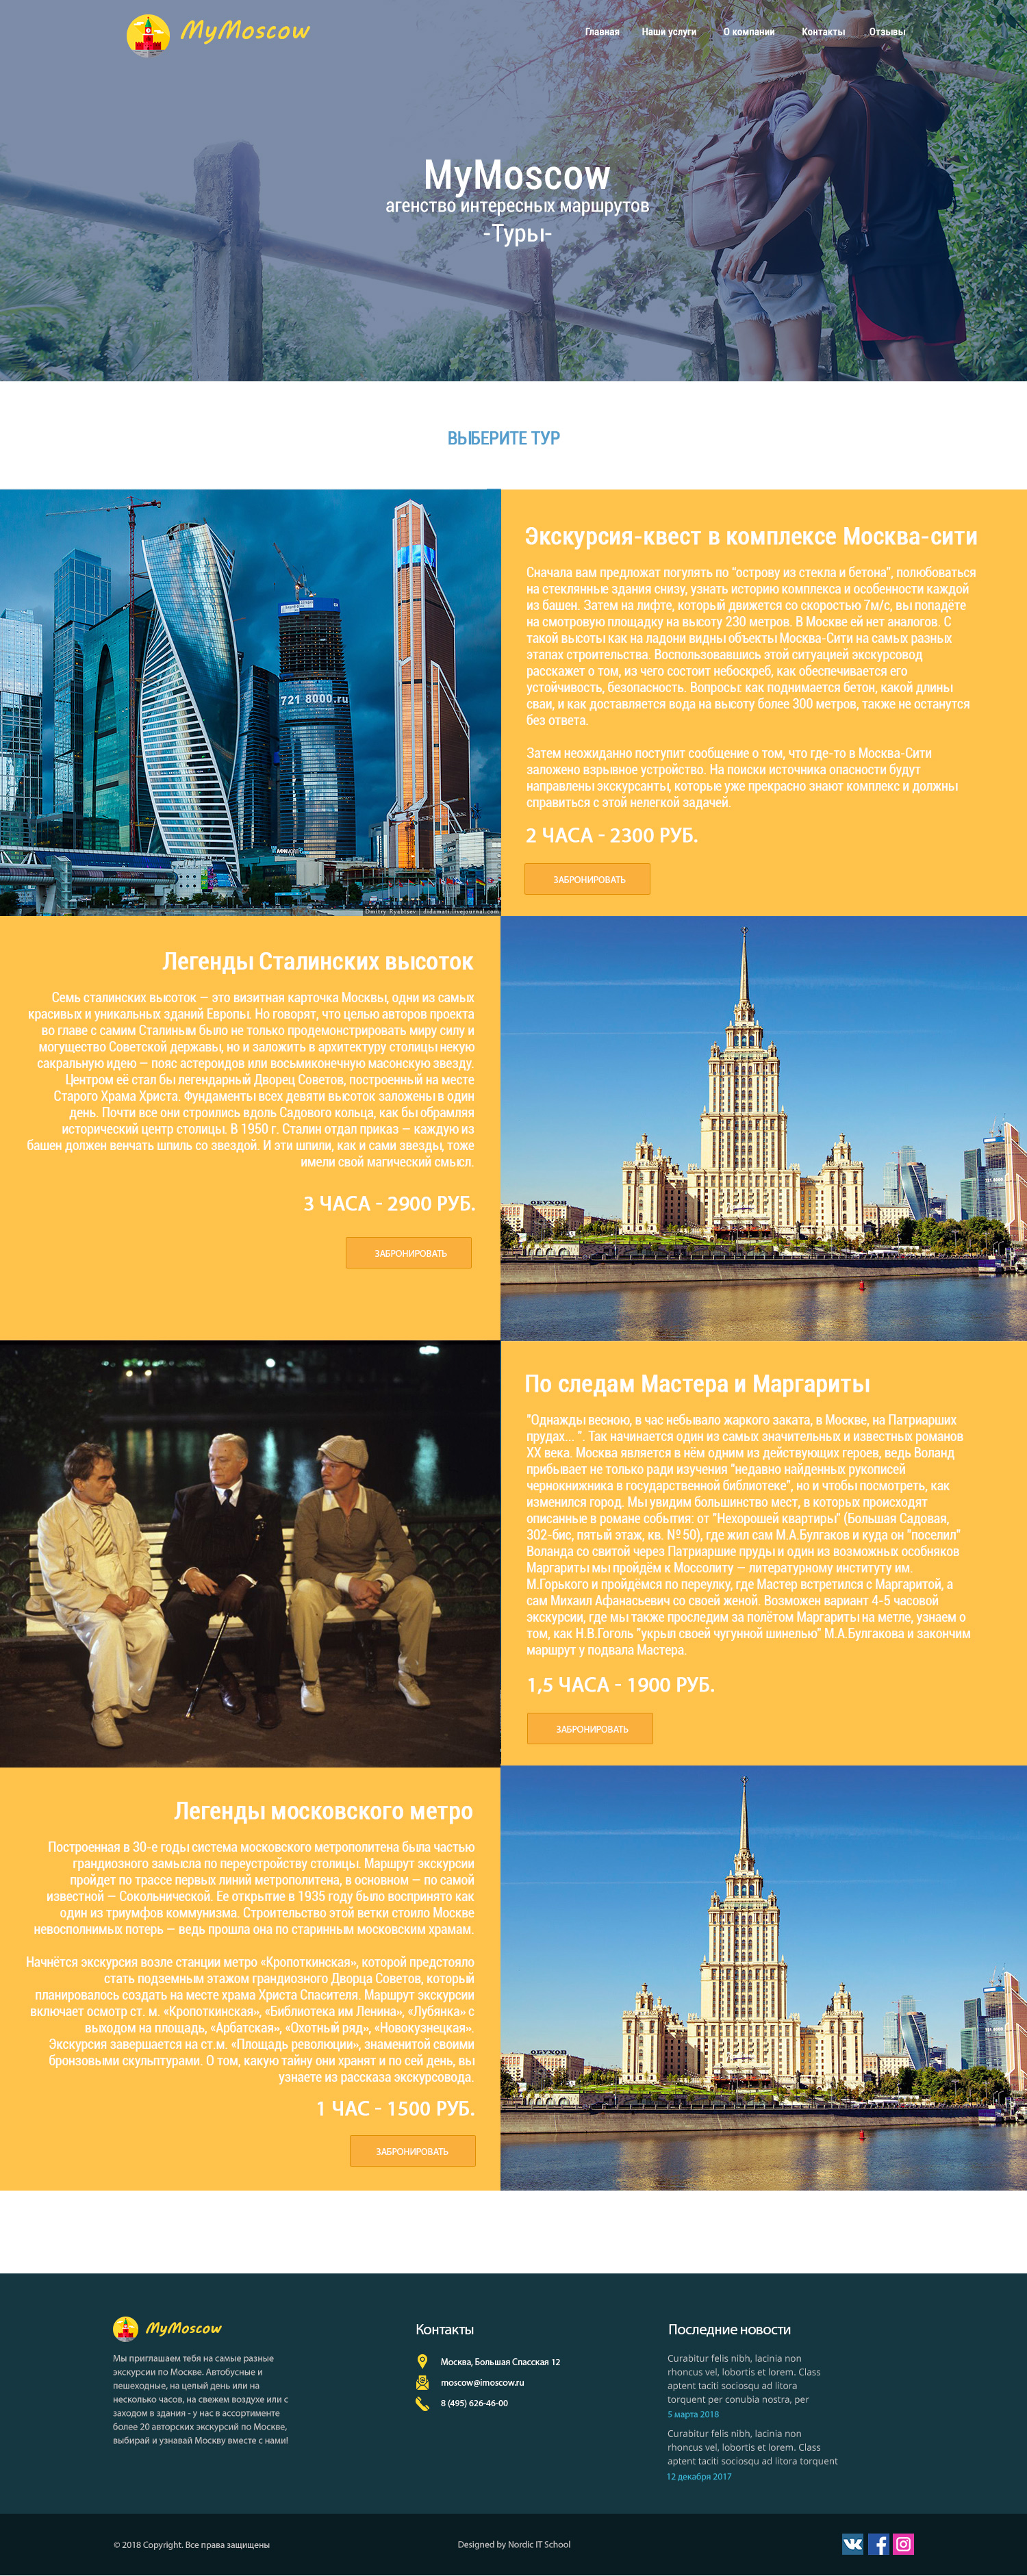 MyMoscow
Главная Наши услуги О компании Контакты Отзывы
MyMoscow
агенство интересных маршрутов
-Туры-
ВЫБЕРИТЕ ТУР
721 8000.ru
Dmitry Ryabtsev | didamati.livejournal.com
Экскурсия-квест в комплексе Москва-сити
Сначала вам предложат погулять по “острову из стекла и бетона”, полюбоваться
на стеклянные здания снизу, узнать историю комплекса и особенности каждой
из башен. Затем на лифте, который движется со скоростью 7м/с, вы попадёте
на смотровую площадку на высоту 230 метров. В Москве ей нет аналогов. С
такой высоты как на ладони видны объекты Москва-Сити на самых разных
этапах строительства. Воспользовавшись этой ситуацией экскурсовод
расскажет о том, из чего состоит небоскреб, как обеспечивается его
устойчивость, безопасность. Вопросы: как поднимается бетон, какой длины
сваи, и как доставляется вода на высоту более 300 метров, также не останутся
без ответа.
Затем неожиданно поступит сообщение о том, что где-то в Москва-Сити
заложено взрывное устройство. На поиски источника опасности будут
направлены экскурсанты, которые уже прекрасно знают комплекс и должны
справиться с этой нелегкой задачей.
2 ЧАСА - 2300 РУБ.
ЗАБРОНИРОВАТЬ
Легенды Сталинских высоток
Семь сталинских высоток — это визитная карточка Москвы, одни из самых
красивых и уникальных зданий Европы. Но говорят, что целью авторов проекта
во главе с самим Сталиным было не только продемонстрировать миру силу и
могущество Советской державы, но и заложить в архитектуру столицы некую
сакральную идею — пояс астероидов или восьмиконечную масонскую звезду.
Центром её стал бы легендарный Дворец Советов, построенный на месте
Старого Храма Христа. Фундаменты всех девяти высоток заложены в один
день. Почти все они строились вдоль Садового кольца, как бы обрамляя
исторический центр столицы. В 1950 г. Сталин отдал приказ — каждую из
башен должен венчать шпиль со звездой. И эти шпили, как и сами звезды, тоже
имели свой магический смысл.
3 ЧАСА - 2900 РУБ.
ЗАБРОНИРОВАТЬ
ОБУХОВ
По следам Мастера и Маргариты
"Однажды весною, в час небывало жаркого заката, в Москве, на Патриарших
прудах... ". Так начинается один из самых значительных и известных романов
XX века. Москва является в нём одним из действующих героев, ведь Воланд
прибывает не только ради изучения "недавно найденных рукописей
чернокнижника в государственной библиотеке", но и чтобы посмотреть, как
изменился город. Мы увидим большинство мест, в которых происходят
описанные в романе события: от "Нехорошей квартиры" (Большая Садовая,
302-бис, пятый этаж, кв. № 50), где жил сам М.А.Булгаков и куда он "поселил"
Воланда со свитой через Патриаршие пруды и один из возможных особняков
Маргариты мы пройдём к Моссолиту — литературному институту им.
М.Горького и пройдёмся по переулку, где Мастер встретился с Маргаритой, а
сам Михаил Афанасьевич со своей женой. Возможен вариант 4-5 часовой
экскурсии, где мы также проследим за полётом Маргариты на метле, узнаем о
том, как Н.В.Гоголь "укрыл своей чугунной шинелью" М.А.Булгакова и закончим
маршрут у подвала Мастера.
1,5 ЧАСА - 1900 РУБ.
ЗАБРОНИРОВАТЬ
Легенды московского метро
Построенная в 30-е годы система московского метрополитена была частью
грандиозного замысла по переустройству столицы. Маршрут экскурсии
пройдет по трассе первых линий метрополитена, в основном — по самой
известной — Сокольнической. Ее открытие в 1935 году было воспринято как
один из триумфов коммунизма. Строительство этой ветки стоило Москве
невосполнимых потерь — ведь прошла она по старинным московским храмам.
Начнётся экскурсия возле станции метро «Кропоткинская», которой предстояло
стать подземным этажом грандиозного Дворца Советов, который
планировалось создать на месте храма Христа Спасителя. Маршрут экскурсии
включает осмотр ст. м. «Кропоткинская», «Библиотека им Ленина», «Лубянка» с
выходом на площадь, «Арбатская», «Охотный ряд», «Новокузнецкая».
Экскурсия завершается на ст.м. «Площадь революции», знаменитой своими
бронзовыми скульптурами. О том, какую тайну они хранят и по сей день, вы
узнаете из рассказа экскурсовода.
1 ЧАС - 1500 РУБ.
ЗАБРОНИРОВАТЬ
ОБУХОВ
MyMoscow
Мы приглашаем тебя на самые разные
экскурсии по Москве. Автобусные и
пешеходные, на целый день или на
несколько часов, на свежем воздухе или с
заходом в здания - у нас в ассортименте
более 20 авторских экскурсий по Москве,
выбирай и узнавай Москву вместе с нами!
Контакты
Москва, Большая Спасская 12
moscow@imoscow.ru
8 (495) 626-46-00
Последние новости
Curabitur felis nibh, lacinia non
rhoncus vel, lobortis et lorem. Class
aptent taciti sociosqu ad litora
torquent per conubia nostra, per
5 марта 2018
Curabitur felis nibh, lacinia non
rhoncus vel, lobortis et lorem. Class
aptent taciti sociosqu ad litora torquent
12 декабря 2017
© 2018 Copyright. Все права защищены
Designed by Nordic IT School